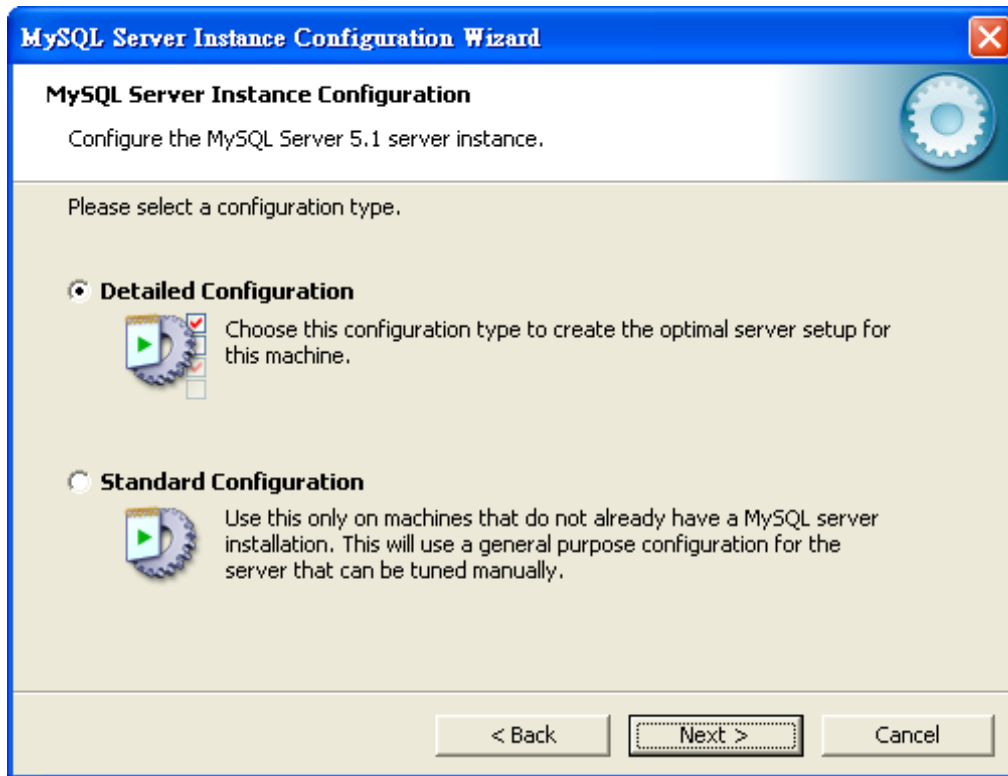 MySQL Server Instance Configuration Wizard
MySQL Server Instance Configuration
Configure the MySQL Server 5.1 server instance.
Please select a configuration type.
Detailed Configuration
Choose this configuration type to create the optimal server setup for
this machine.
Standard Configuration
Use this only on machines that do not already have a MySQL server
installation. This will use a general purpose configuration for the
server that can be tuned manually.
< Back
Next >
Cancel